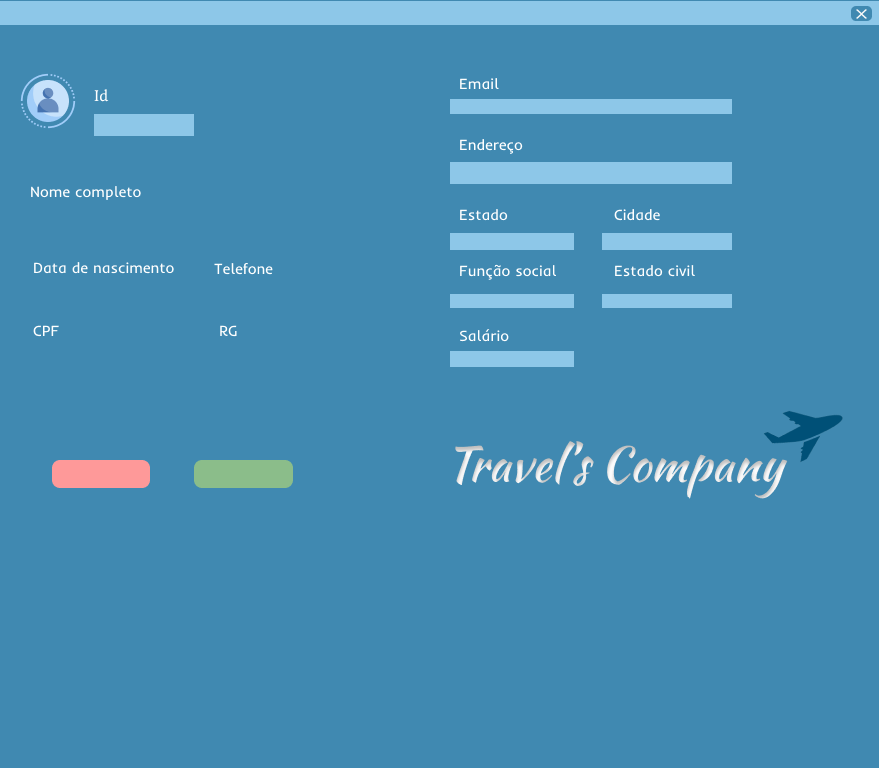 Id
Nome completo
Data de nascimento
Telefone
CPF
RG
Email
Endereço
Estado
Cidade
Função social
Estado civil
Salário
Travel's Company